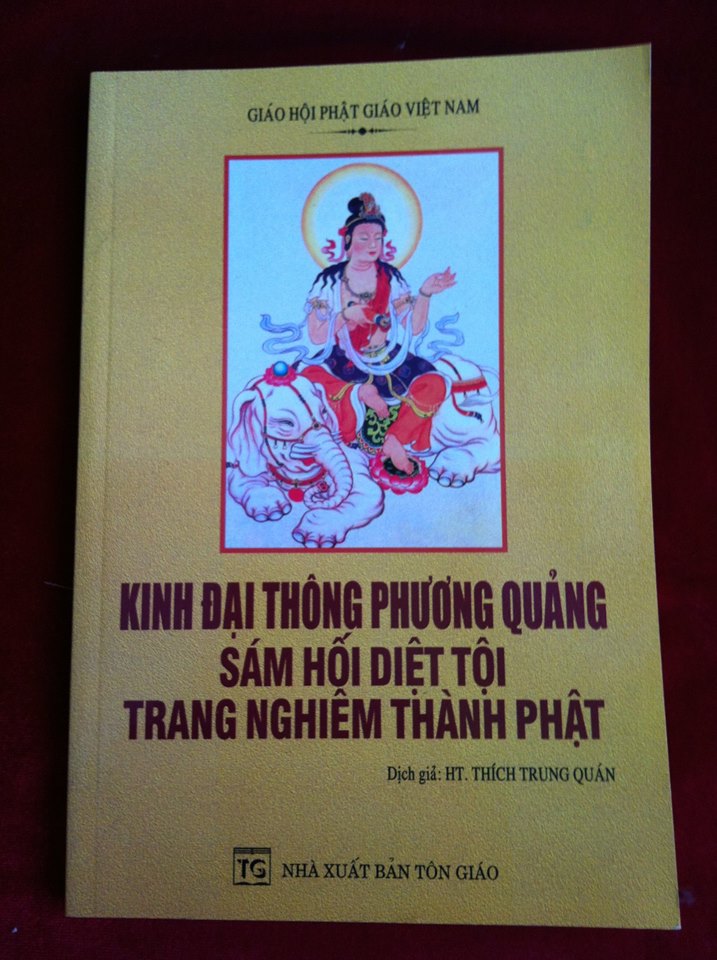 GIÁO HỘI PHẬT GIÁO VIỆT NAM
KINH ĐẠI THÔNG PHƯƠNG QUẢNG
SÁM HỐI DIỆT TỘI
TRANG NGHIÊM THÀNH PHẬT
Dịch giả: HT. THÍCH TRUNG QUÁN
TG NHÀ XUẤT BẢN TÔN GIÁO